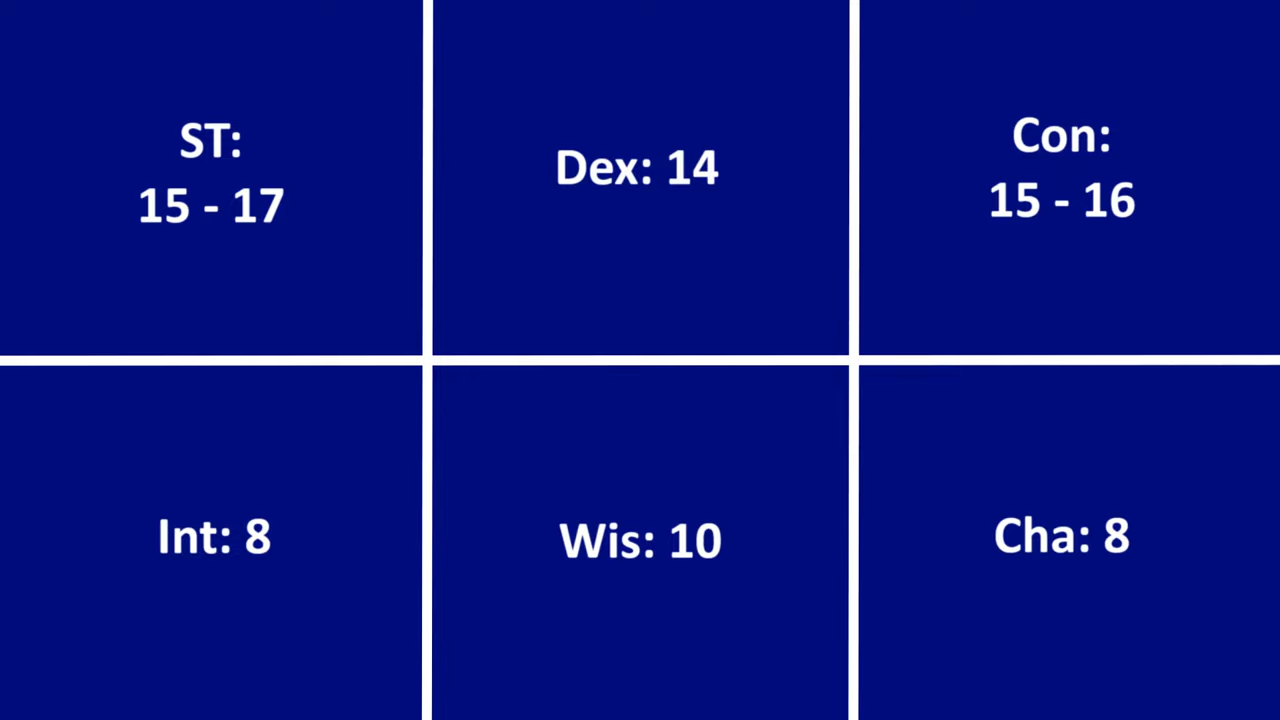 ST:
15 - 17
Dex: 14
Con:
15 - 16
Int: 8
Wis: 10
Cha: 8